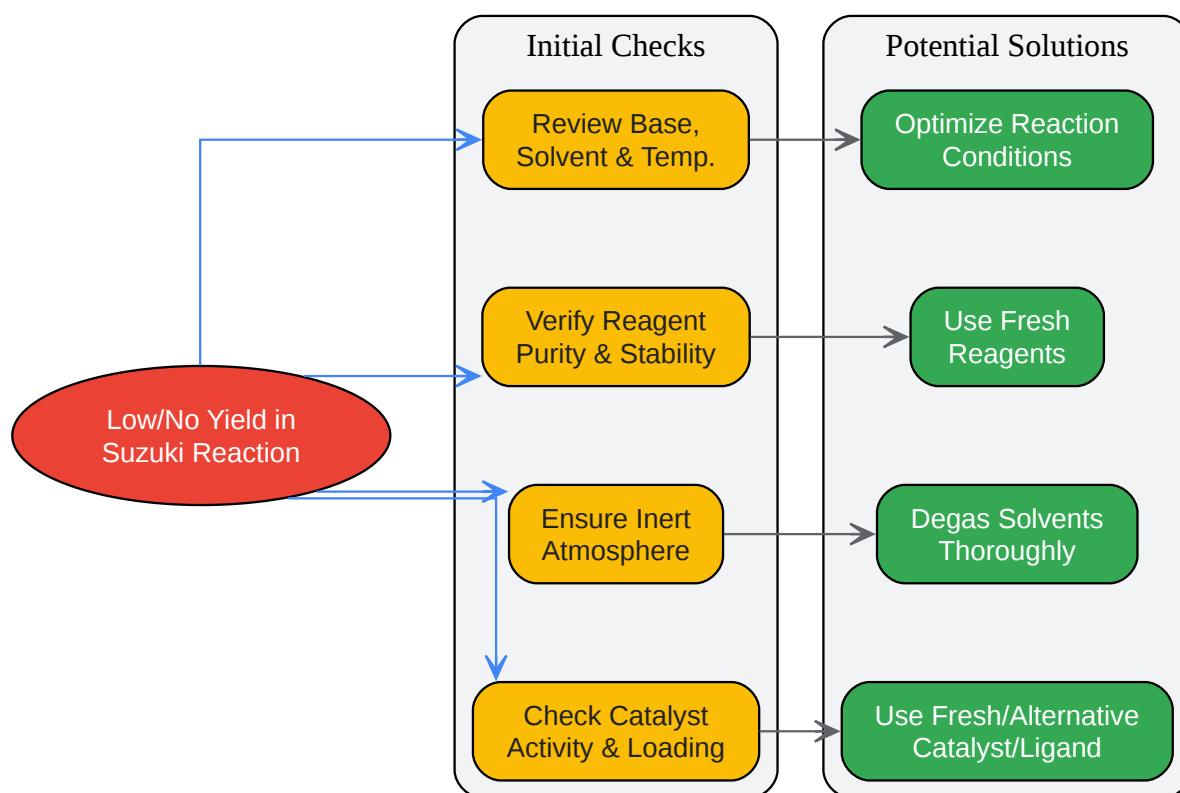 Initial Checks
Potential Solutions
Review Base,
Solvent & Temp.
Optimize Reaction
Conditions
Verify Reagent
Purity & Stability
Use Fresh
Reagents
Low/No Yield in
Suzuki Reaction
Ensure Inert
Atmosphere
Degas Solvents
Thoroughly
Check Catalyst
Activity & Loading
Use Fresh/Alternative
Catalyst/Ligand